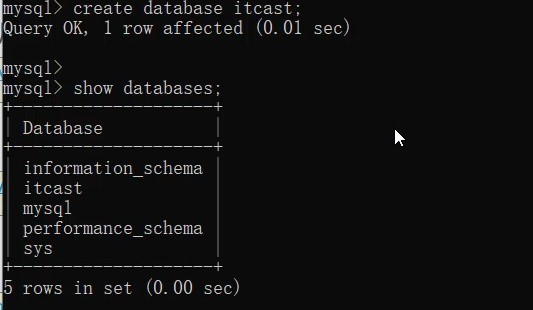 mysql> create database itcast;
Query OK, 1 row affected (0.01 sec)
mysql>
mysql> show databases;
+--------------------+
| Database           |
+--------------------+
| information_schema |
| itcast             |
| mysql              |
| performance_schema |
| sys                |
+--------------------+
5 rows in set (0.00 sec)